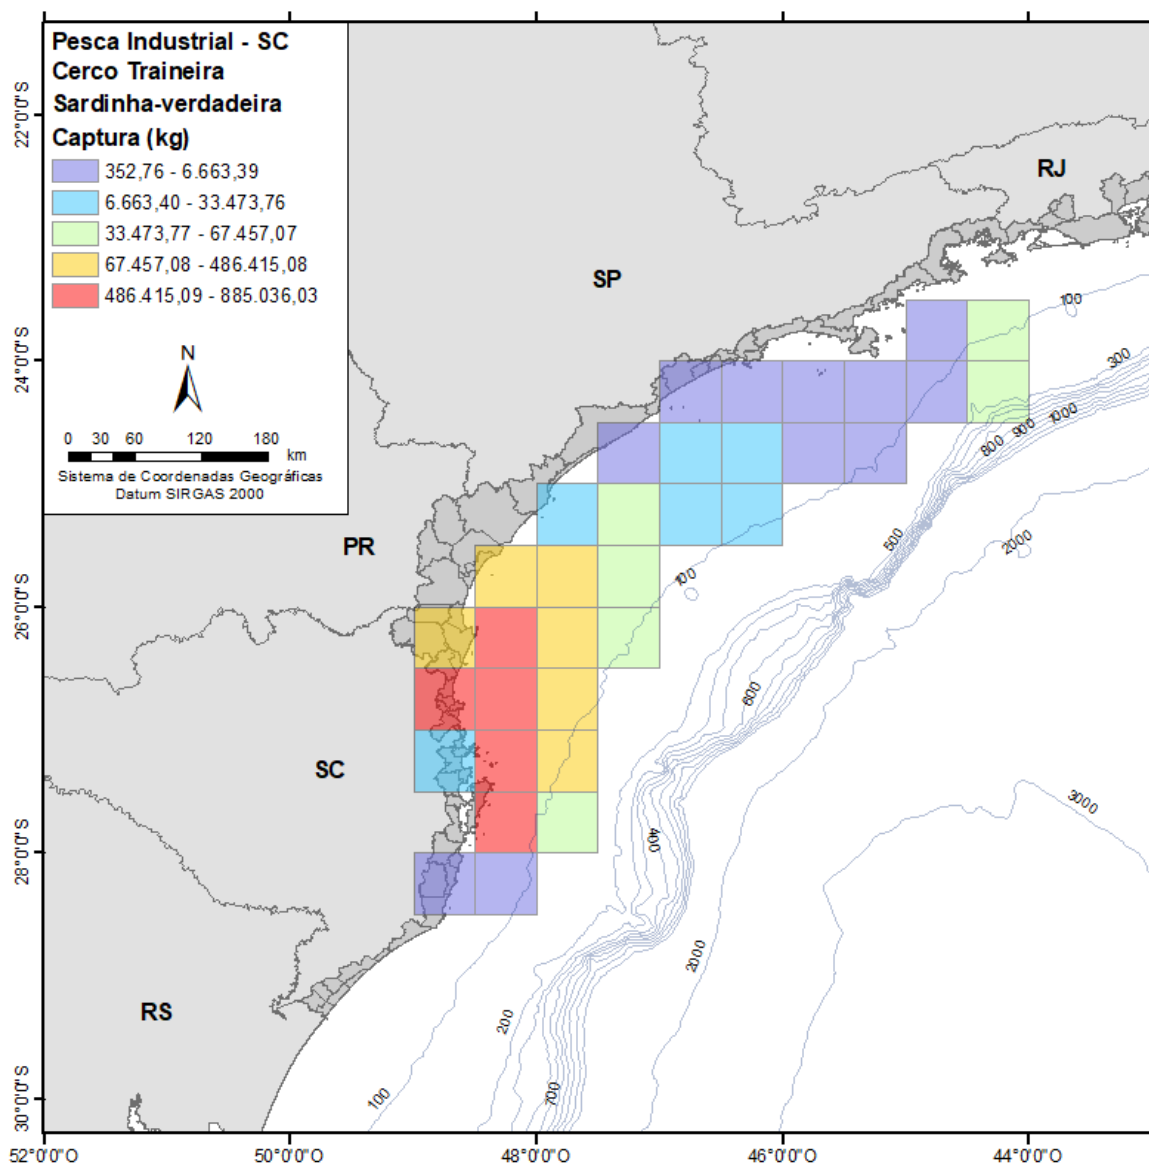 Pesca Industrial - SC
Cerco Traineira
Sardinha-verdadeira
Captura (kg)
352,76 - 6.663,39
6.663,40 - 33.473,76
33.473,77 - 67.457,07
67.457,08 - 486.415,08
486.415,09 - 885.036,03
N
0 30 60 120 180
km
Sistema de Coordenadas Geográficas
Datum SIRGAS 2000
RJ
SP
PR
SC
RS
100
300
1000
900
800
500
2000
100
600
3000
400
2000
200
700
100
22°0'0"S
24°0'0"S
26°0'0"S
28°0'0"S
30°0'0"S
52°0'0"O
50°0'0"O
48°0'0"O
46°0'0"O
44°0'0"O